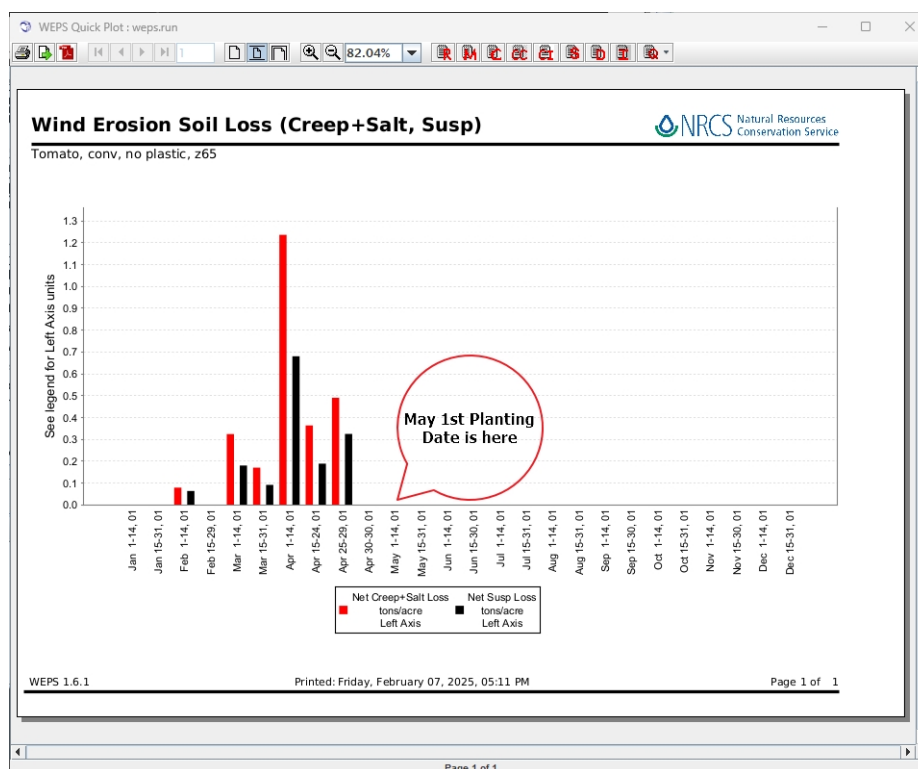 WEPS Quick Plot : weps.run
1
82.04%
R
M
C
CC
CI
S
D
I
Q
Wind Erosion Soil Loss (Creep+Salt, Susp)
NRCS Natural Resources
Conservation Service
Tomato, conv, no plastic, z65
See legend for Left Axis units
1.3
1.2
1.1
1.0
0.9
0.8
0.7
0.6
0.5
0.4
0.3
0.2
0.1
0.0
May 1st Planting
Date is here
Jan 1-14, 01
Jan 15-31, 01
Feb 1-14, 01
Feb 15-29, 01
Mar 1-14, 01
Mar 15-31, 01
Apr 1-14, 01
Apr 15-24, 01
Apr 25-29, 01
Apr 30-30, 01
May 1-14, 01
May 15-31, 01
Jun 1-14, 01
Jun 15-30, 01
Jul 1-14, 01
Jul 15-31, 01
Aug 1-14, 01
Aug 15-31, 01
Sep 1-14, 01
Sep 15-30, 01
Oct 1-14, 01
Oct 15-31, 01
Nov 1-14, 01
Nov 15-30, 01
Dec 1-14, 01
Dec 15-31, 01
Net Creep+Salt Loss
tons/acre
Left Axis
Net Susp Loss
tons/acre
Left Axis
WEPS 1.6.1
Printed: Friday, February 07, 2025, 05:11 PM
Page 1 of 1
Page 1 of 1